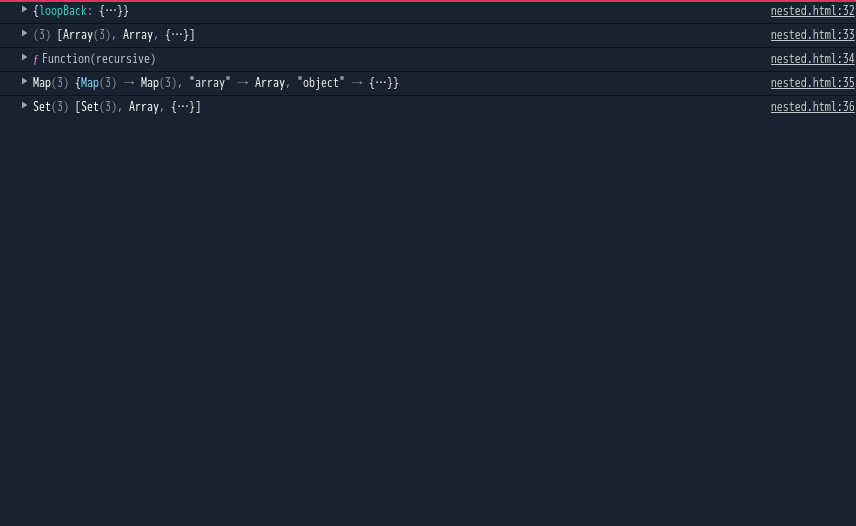 {loopBack: {…}} nested.html:32
(3) [Array(3), Array, {…}] nested.html:33
ƒ Function(recursive) nested.html:34
Map(3) {Map(3) → Map(3), "array" → Array, "object" → {…}} nested.html:35
Set(3) [Set(3), Array, {…}] nested.html:36